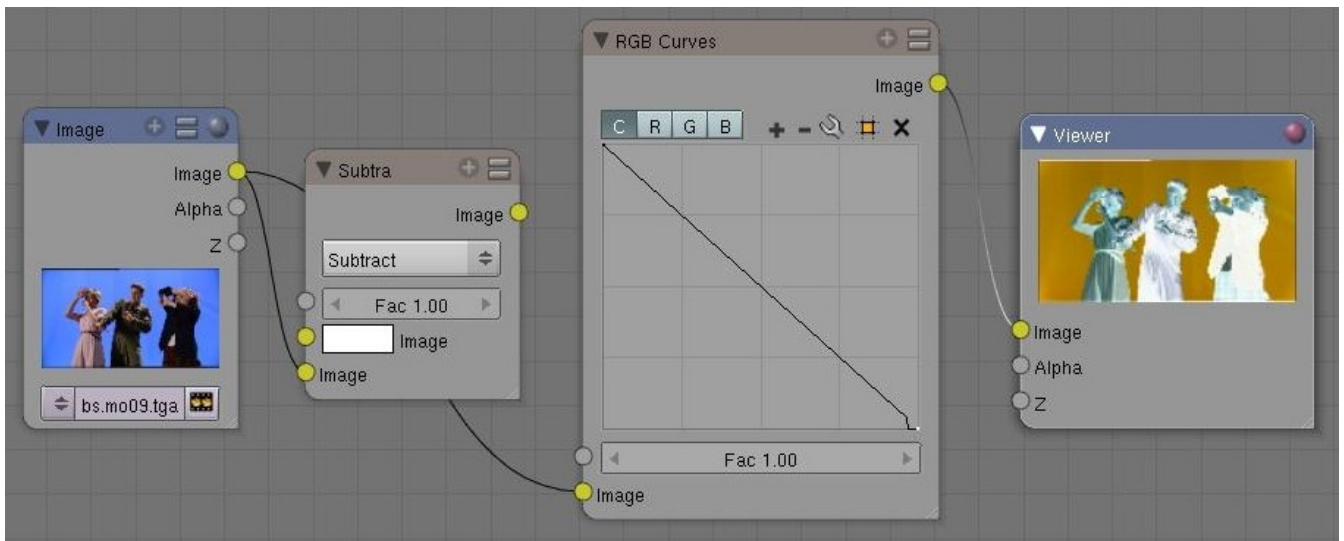 Image
Image
Alpha
Z
bs.mo09.tga
Subtra
Image
Subtract
Fac 1.00
Image
Image
RGB Curves
Image
C R G B
Fac 1.00
Image
Viewer
Image
Alpha
Z